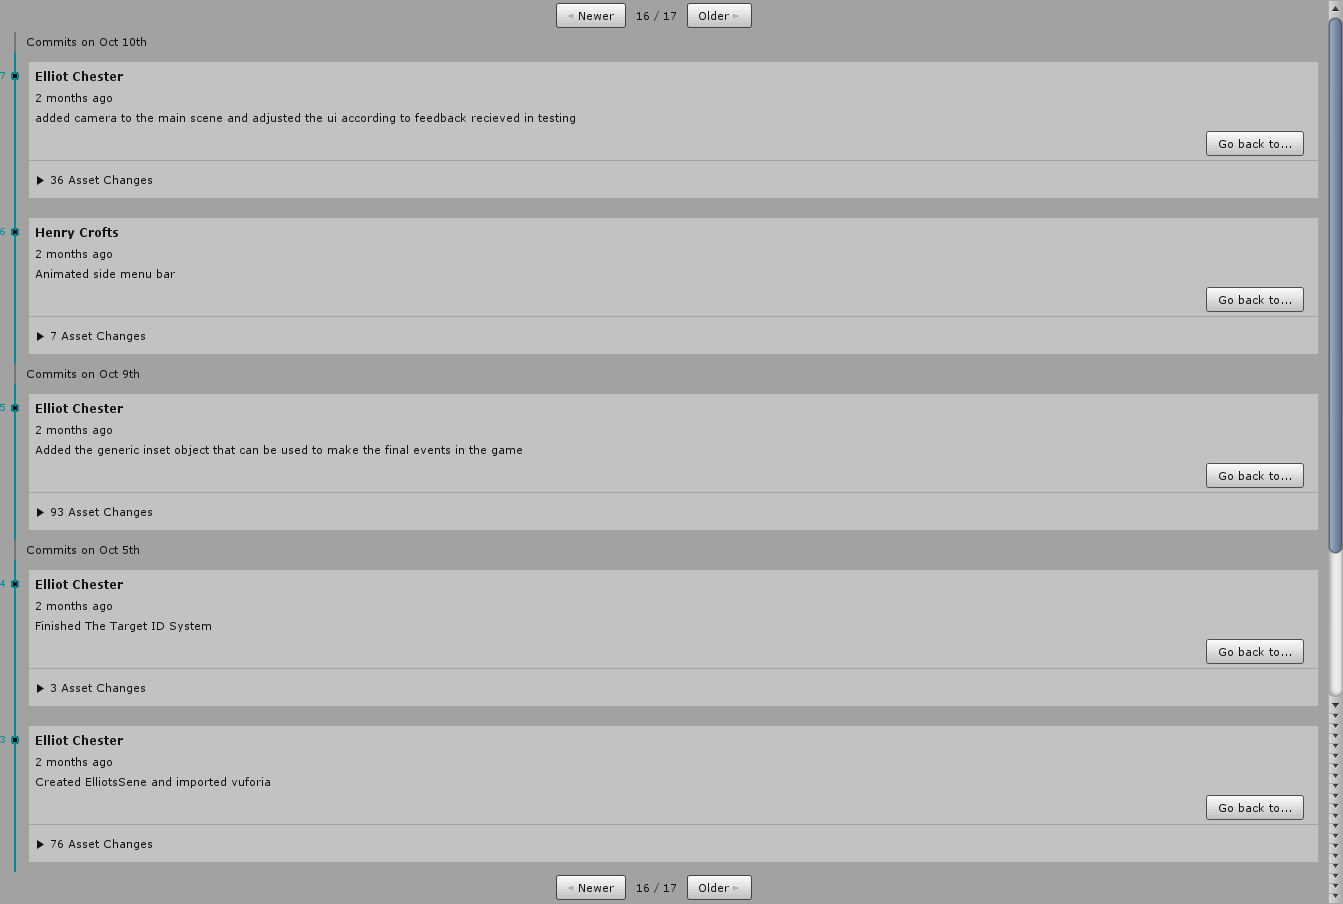 ◃ Newer 16 / 17 Older ▹
Commits on Oct 10th
7
Elliot Chester
2 months ago
added camera to the main scene and adjusted the ui according to feedback recieved in testing
Go back to...
▶ 36 Asset Changes
6
Henry Crofts
2 months ago
Animated side menu bar
Go back to...
▶ 7 Asset Changes
Commits on Oct 9th
5
Elliot Chester
2 months ago
Added the generic inset object that can be used to make the final events in the game
Go back to...
▶ 93 Asset Changes
Commits on Oct 5th
4
Elliot Chester
2 months ago
Finished The Target ID System
Go back to...
▶ 3 Asset Changes
3
Elliot Chester
2 months ago
Created ElliotsSene and imported vuforia
Go back to...
▶ 76 Asset Changes
◃ Newer 16 / 17 Older ▹